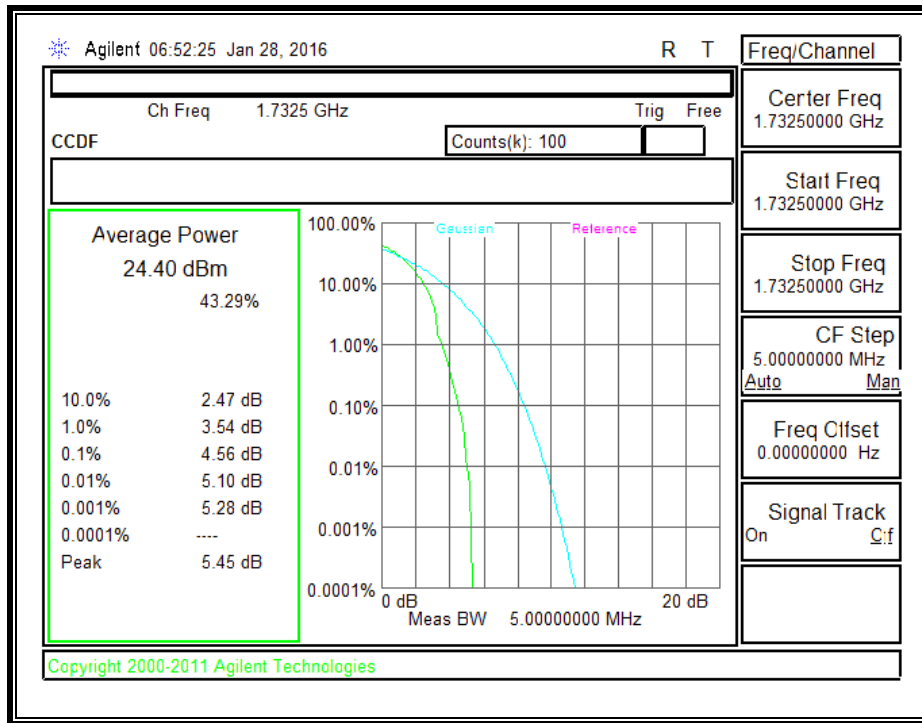 Agilent 06:52:25 Jan 28, 2016 R T
Freq/Channel
Ch Freq 1.7325 GHz Trig Free
CCDF Counts(k): 100
Average Power
24.40 dBm
43.29%
10.0% 2.47 dB
1.0% 3.54 dB
0.1% 4.56 dB
0.01% 5.10 dB
0.001% 5.28 dB
0.0001% ----
Peak 5.45 dB
Gaussian Reference
100.00%
10.00%
1.00%
0.10%
0.01%
0.001%
0.0001%
0 dB 20 dB
Meas BW 5.00000000 MHz
Center Freq
1.73250000 GHz
Start Freq
1.73250000 GHz
Stop Freq
1.73250000 GHz
CF Step
5.00000000 MHz
Auto Man
Freq Offset
0.00000000 Hz
Signal Track
On Off
Copyright 2000-2011 Agilent Technologies